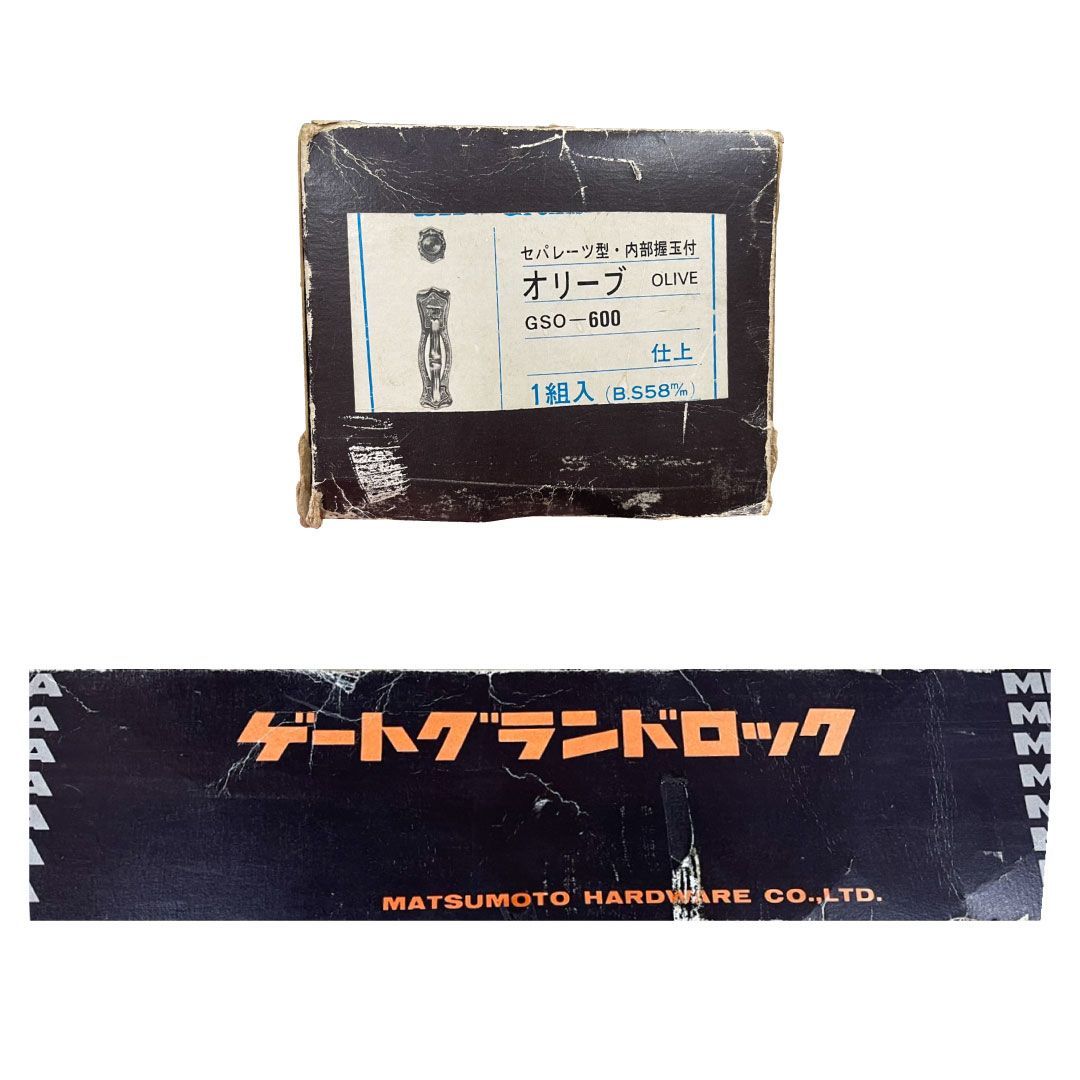 セパレーツ型・内部握玉付
オリーブ OLIVE
GSO-600
仕上
1組入 (B.S58m/m)
ゲートグランドロック
MATSUMOTO HARDWARE CO.,LTD.